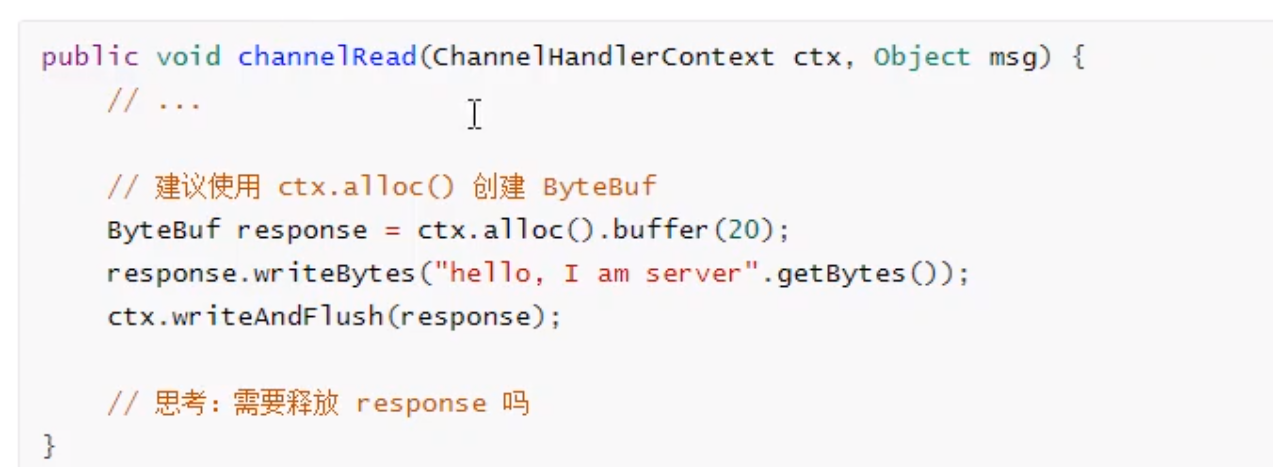 public void channelRead(ChannelHandlerContext ctx, Object msg) {
    // ...
    // 建议使用 ctx.alloc() 创建 ByteBuf
    ByteBuf response = ctx.alloc().buffer(20);
    response.writeBytes("hello, I am server".getBytes());
    ctx.writeAndFlush(response);
    // 思考：需要释放 response 吗
}